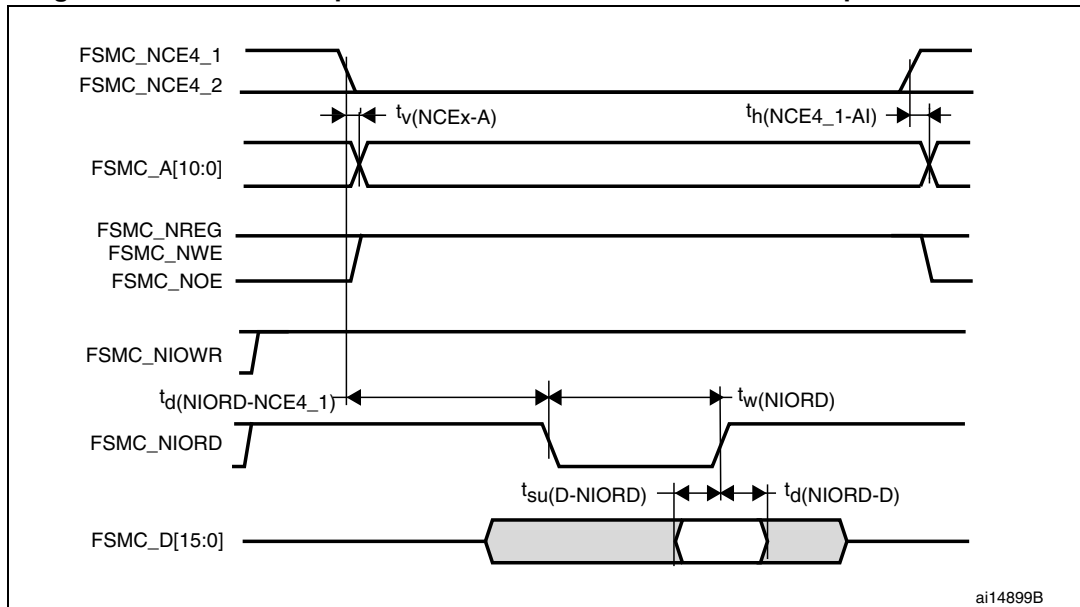 FSMC_NCE4_1
FSMC_NCE4_2
tv(NCEx-A)
th(NCE4_1-AI)
FSMC_A[10:0]
FSMC_NREG
FSMC_NWE
FSMC_NOE
FSMC_NIOWR
td(NIORD-NCE4_1)
tw(NIORD)
FSMC_NIORD
tsu(D-NIORD)
td(NIORD-D)
FSMC_D[15:0]
ai14899B